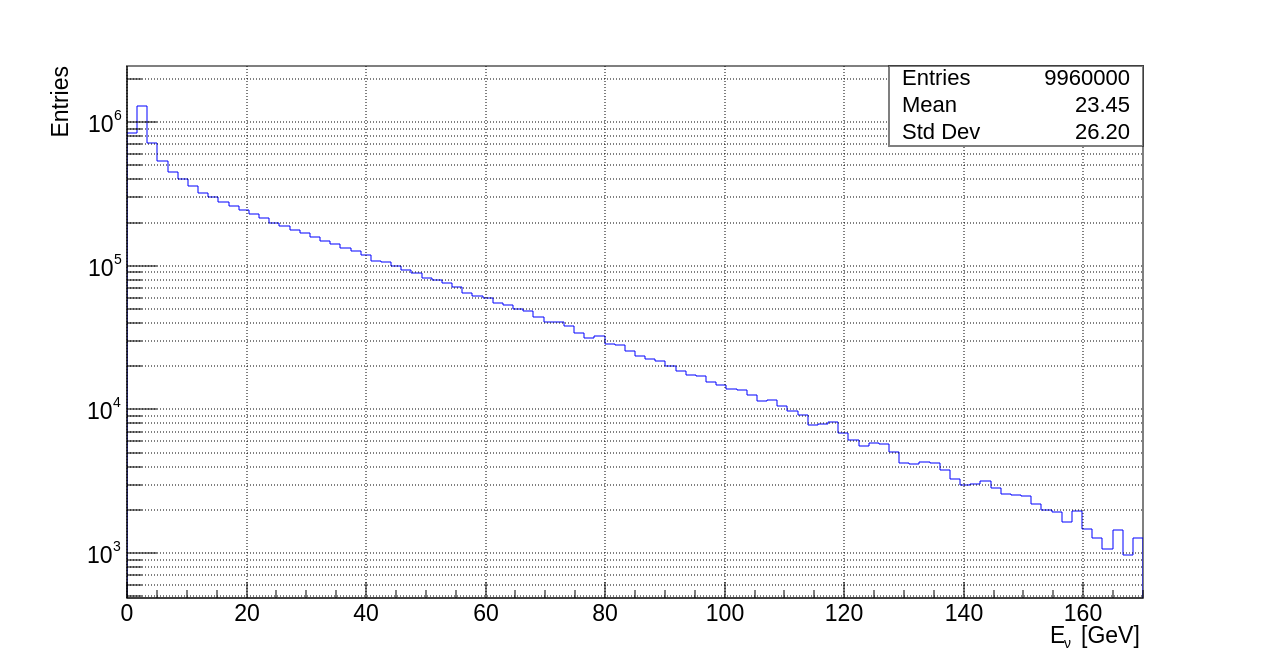 Entries
Entries 9960000
Mean 23.45
Std Dev 26.20
10^6
10^5
10^4
10^3
0 20 40 60 80 100 120 140 160
E_ν [GeV]